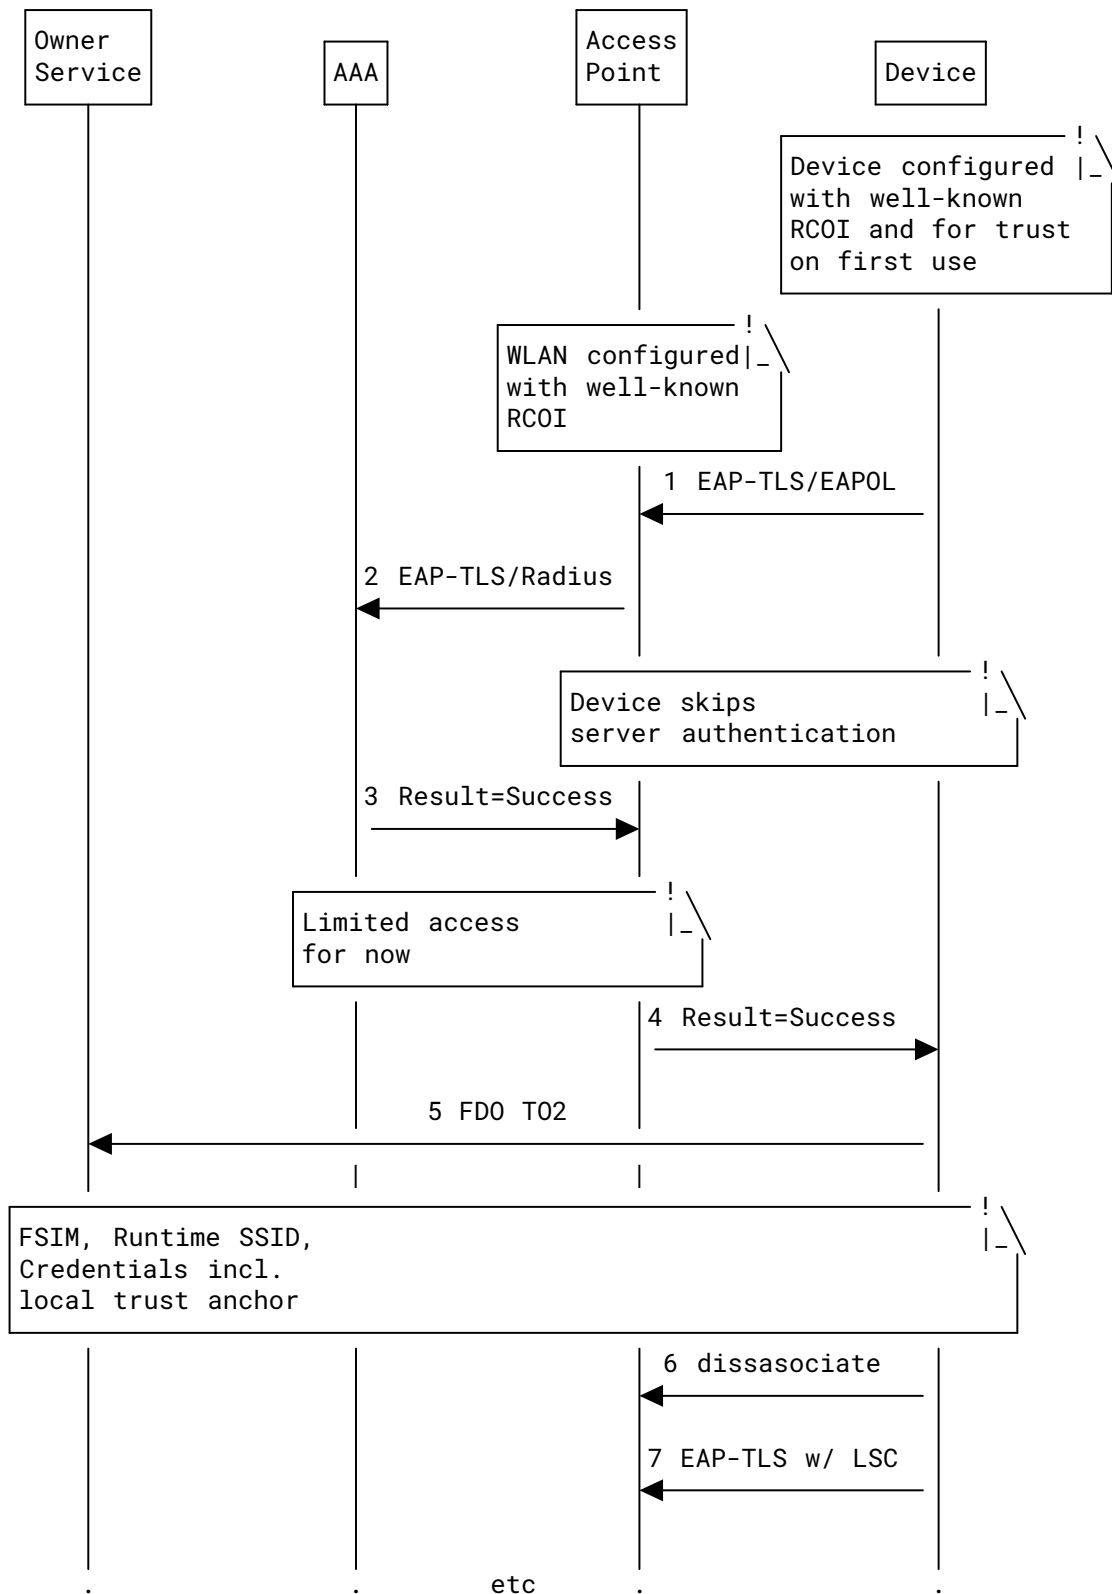 Owner
Service
AAA
Access
Point
Device
Device configured
with well-known
RCOI and for trust
on first use
WLAN configured
with well-known
RCOI
1 EAP-TLS/EAPOL
2 EAP-TLS/Radius
Device skips
server authentication
3 Result=Success
Limited access
for now
4 Result=Success
5 FDO TO2
FSIM, Runtime SSID,
Credentials incl.
local trust anchor
6 dissasociate
7 EAP-TLS w/ LSC
. . etc . .